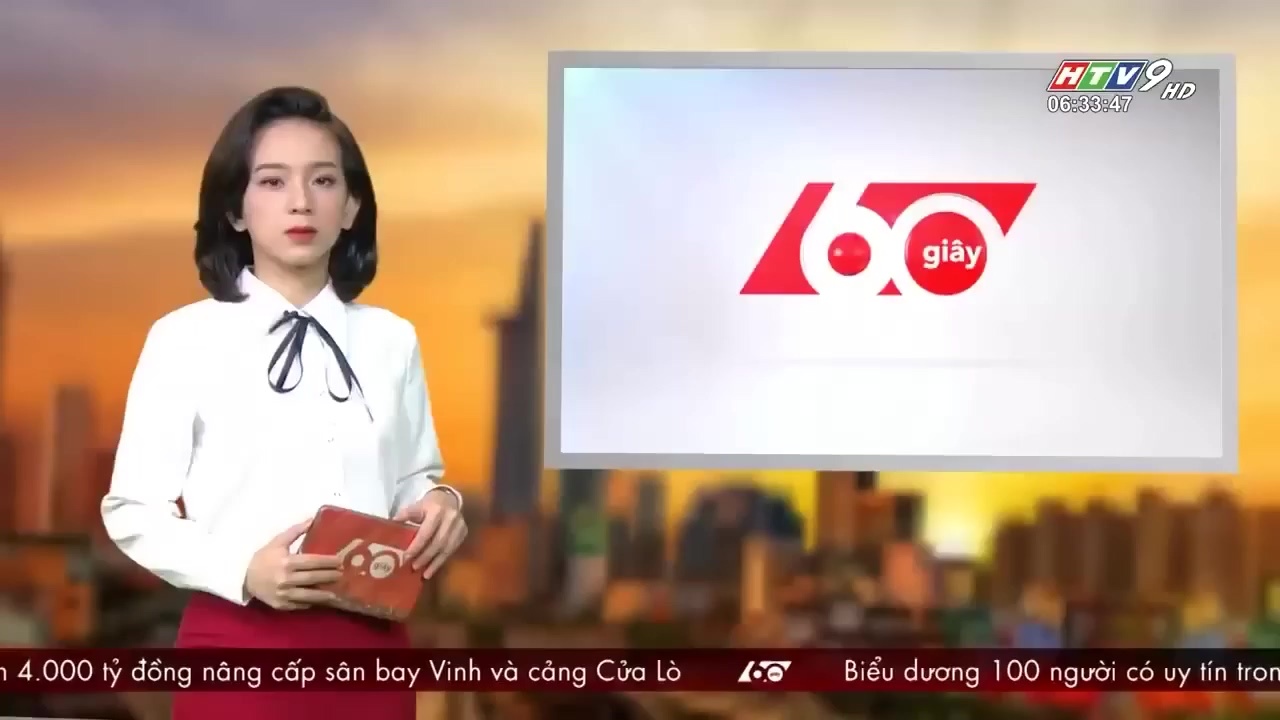 HTV9 HD
06:33:47
60 giây
60 giây
4.000 tỷ đồng nâng cấp sân bay Vinh và cảng Cửa Lò 60 Biểu dương 100 người có uy tín